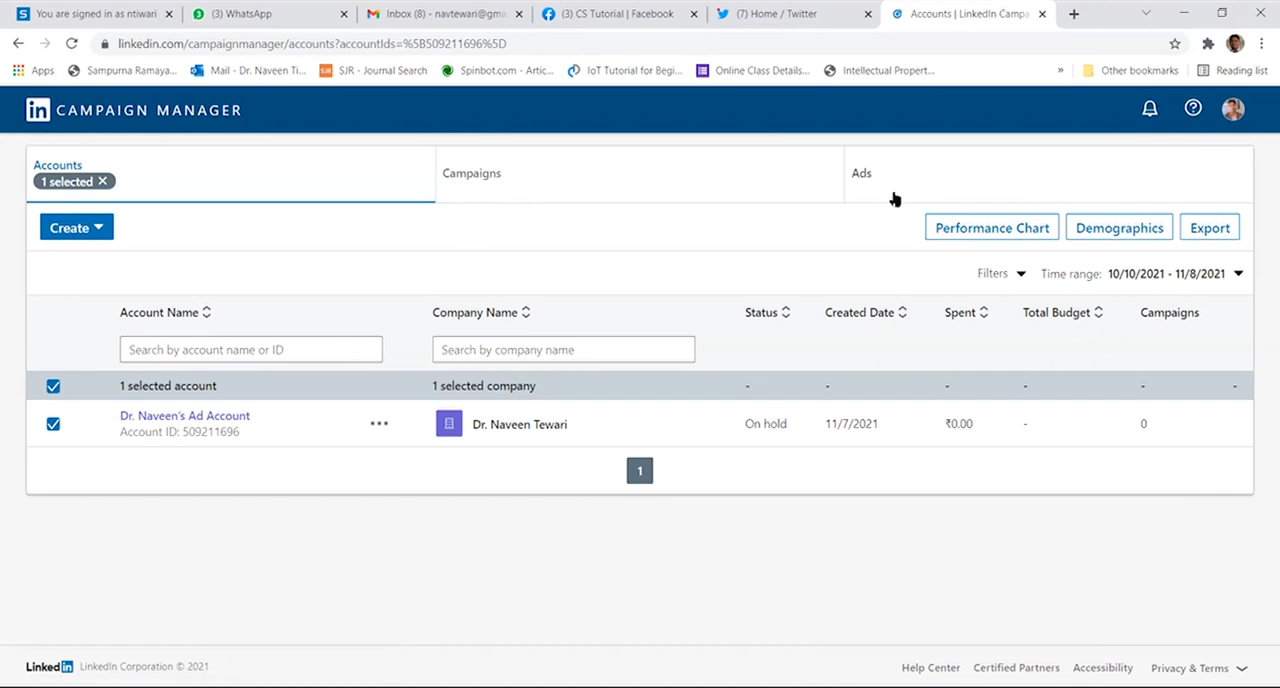 You are signed in as ntiwari
(3) WhatsApp
Inbox (8) - navtewari@gma
(3) CS Tutorial | Facebook
(7) Home / Twitter
Accounts | LinkedIn Campa
linkedin.com/campaignmanager/accounts?accountIds=%5B509211696%5D
Apps
Sampurna Ramaya...
Mail - Dr. Naveen Ti...
SJR - Journal Search
Spinbot.com - Artic...
IoT Tutorial for Begi...
Online Class Details...
Intellectual Propert...
»
Other bookmarks
Reading list
in CAMPAIGN MANAGER
Accounts
1 selected
Campaigns
Ads
Create
Performance Chart
Demographics
Export
Filters
Time range: 10/10/2021 - 11/8/2021
Account Name
Company Name
Status
Created Date
Spent
Total Budget
Campaigns
Search by account name or ID
Search by company name
1 selected account
1 selected company
-
-
-
-
-
-
Dr. Naveen's Ad Account
Account ID: 509211696
Dr. Naveen Tewari
On hold
11/7/2021
₹0.00
-
0
1
LinkedIn LinkedIn Corporation © 2021
Help Center
Certified Partners
Accessibility
Privacy & Terms